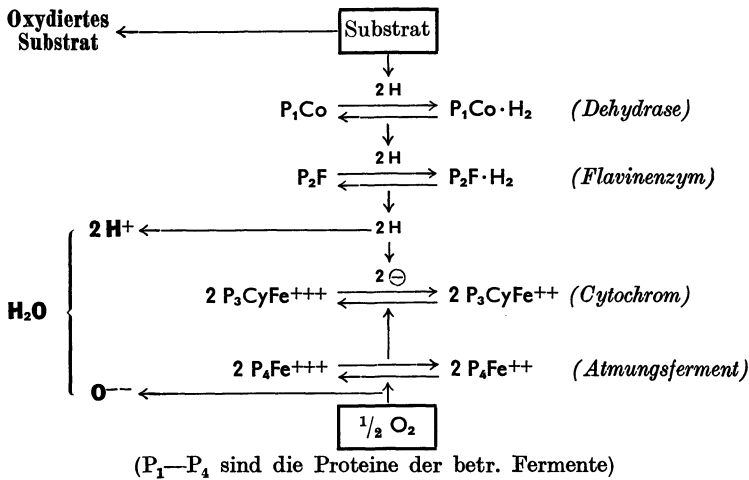 Oxydiertes
Substrat
Substrat
2 H
P₁Co P₁Co·H₂ (Dehydrase)
2 H
P₂F P₂F·H₂ (Flavinenzym)
2 H⁺ 2 H
2 ⊖
2 P₃CyFe+++ 2 P₃CyFe++ (Cytochrom)
H₂O
2 P₄Fe+++ 2 P₄Fe++ (Atmungsferment)
O−−
1/2 O₂
(P₁—P₄ sind die Proteine der betr. Fermente)